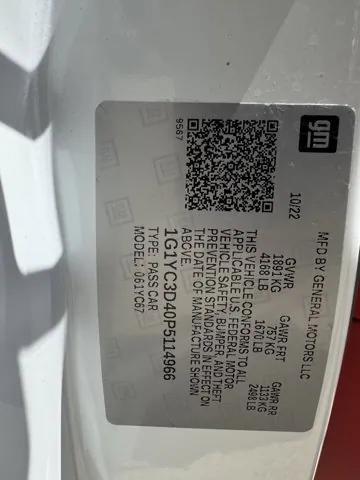 gm
MFD BY GENERAL MOTORS LLC
10/22
GVWR
1891 KG
4168 LB
GAWR FRT
757 KG
1670 LB
GAWR RR
1133 KG
2498 LB
THIS VEHICLE CONFORMS TO ALL
APPLICABLE U.S. FEDERAL MOTOR
VEHICLE SAFETY, BUMPER, AND THEFT
PREVENTION STANDARDS IN EFFECT ON
THE DATE OF MANUFACTURE SHOWN
ABOVE.
1G1YC3D40P5114966
TYPE: PASS CAR
MODEL: 061YC67
9567